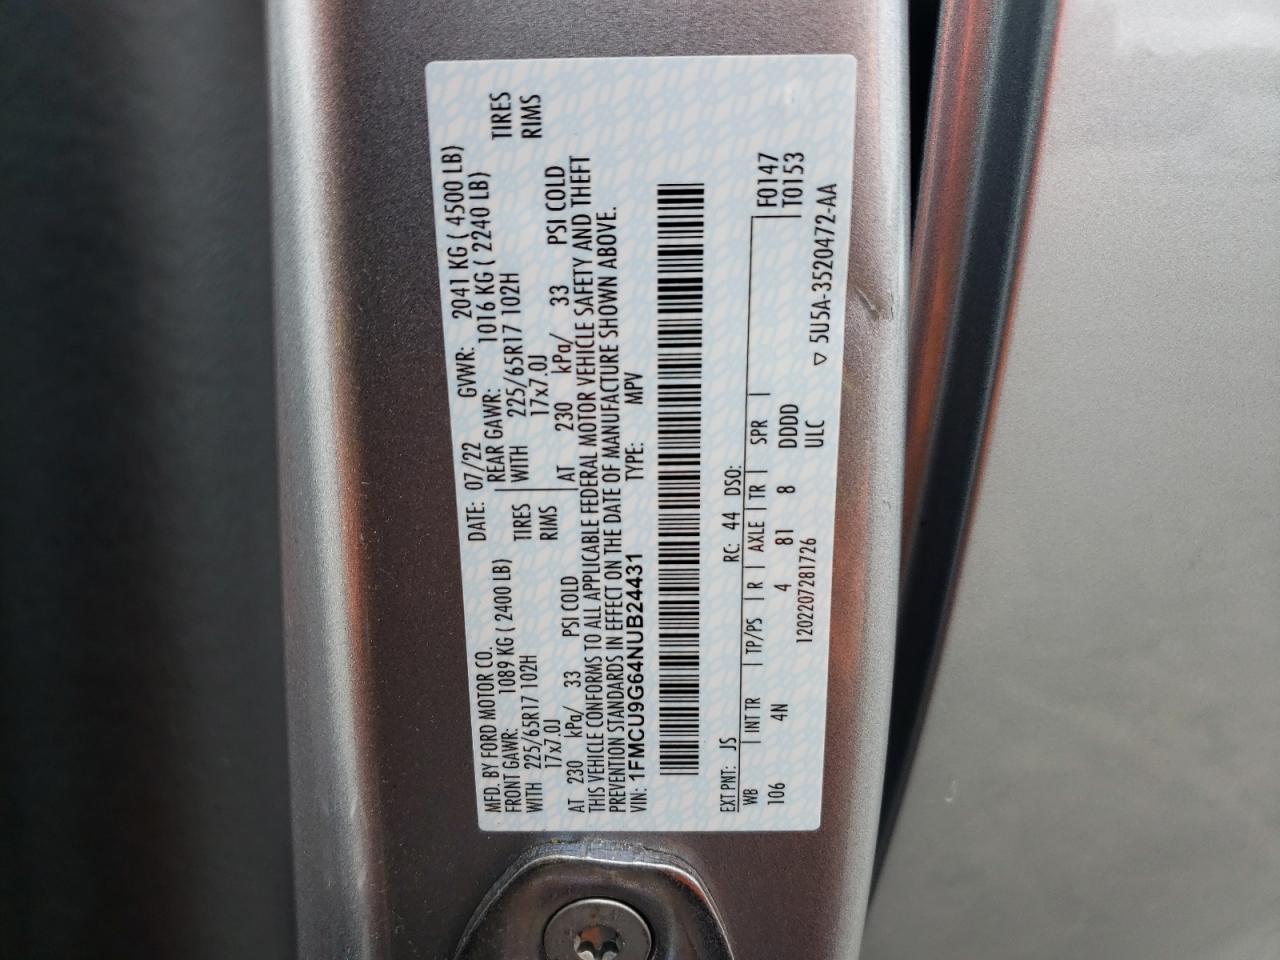 MFD. BY FORD MOTOR CO. DATE: 07/22 GVWR: 2041 KG ( 4500 LB)
FRONT GAWR: 1089 KG ( 2400 LB) REAR GAWR: 1016 KG ( 2240 LB)
WITH 225/65R17 102H TIRES WITH 225/65R17 102H TIRES
17x7.0J RIMS 17x7.0J RIMS
AT 230 kPa/ 33 PSI COLD AT 230 kPa/ 33 PSI COLD
THIS VEHICLE CONFORMS TO ALL APPLICABLE FEDERAL MOTOR VEHICLE SAFETY AND THEFT
PREVENTION STANDARDS IN EFFECT ON THE DATE OF MANUFACTURE SHOWN ABOVE.
VIN: 1FMCU9G64NUB24431 TYPE: MPV
EXT PNT: JS RC: 44 DSO:
WB INT TR TP/PS R AXLE TR SPR F0147
106 4N 4 81 8 DDDD T0153
1202207281726 ULC
▽ 5U5A-3520472-AA